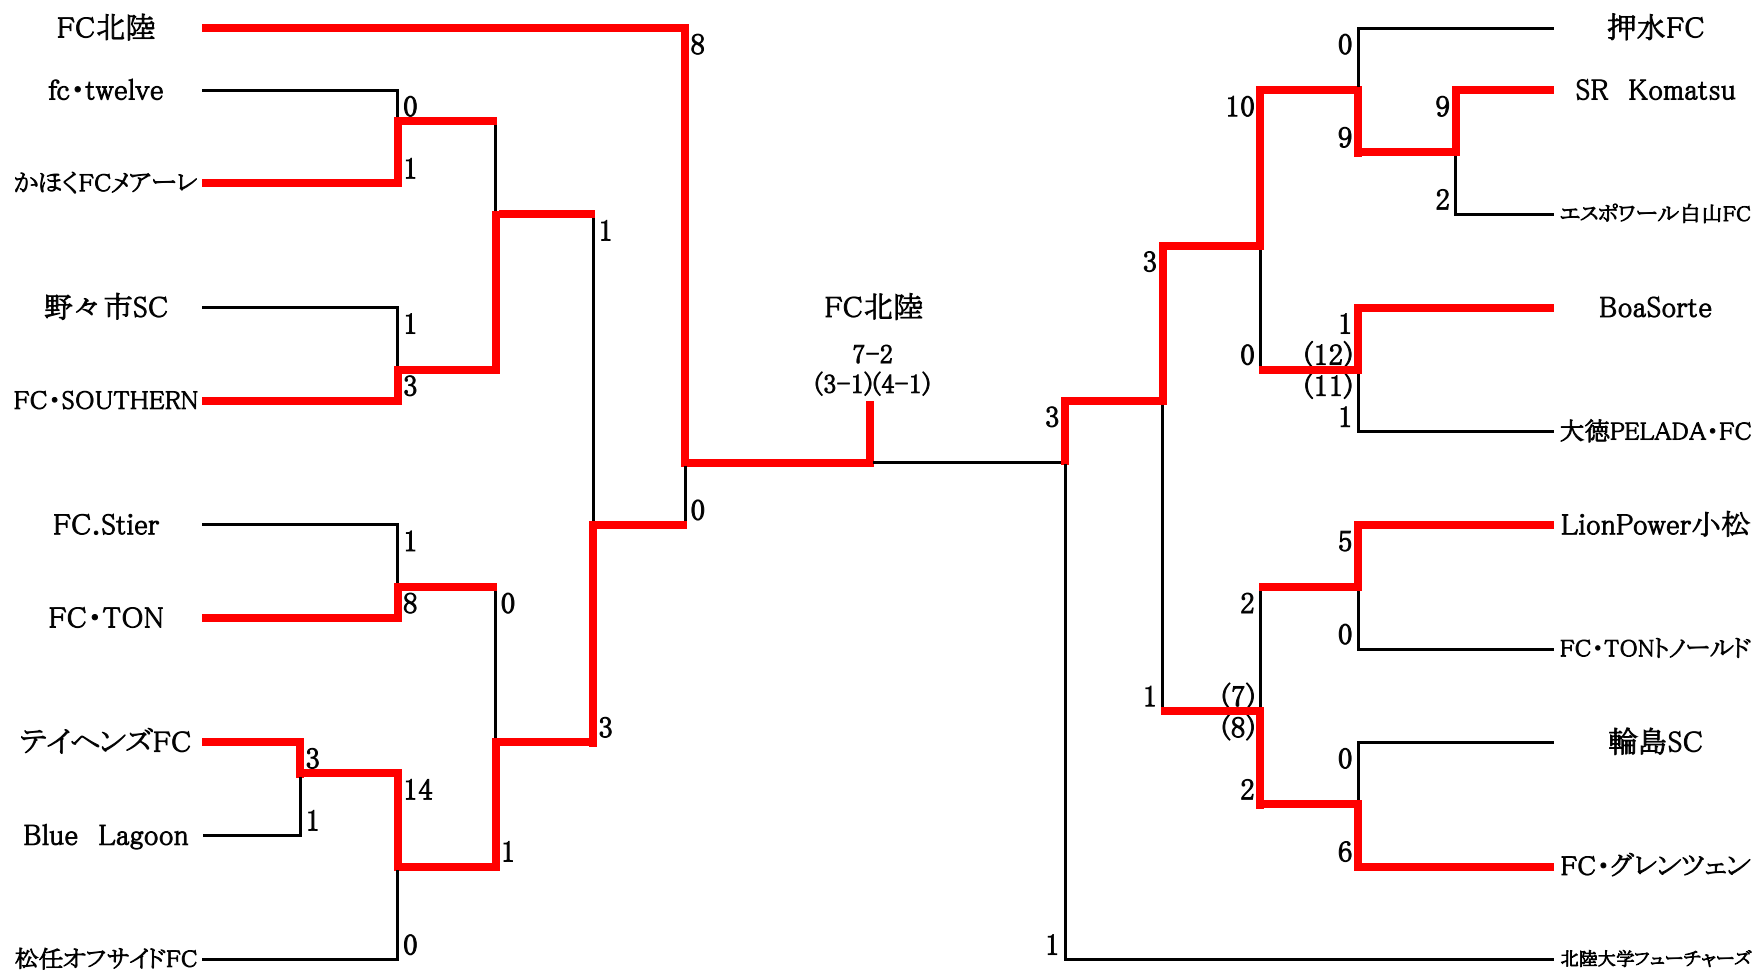 FC北陸
8
fc・twelve
0
かほくFCメアーレ
1
1
野々市SC
1
FC・SOUTHERN
3
FC.Stier
1
FC・TON
8
0
0
テイヘンズFC
3
3
14
Blue Lagoon
1
1
松任オフサイドFC
0
FC北陸
7-2
(3-1)(4-1)
押水FC
0
SR Komatsu
9
10
9
エスポワール白山FC
2
3
BoaSorte
1
(12)
0
(11)
大徳PELADA・FC
1
3
LionPower小松
5
2
FC・TONトノールド
0
1
(7)
(8)
輪島SC
0
2
FC・グレンツェン
6
北陸大学フューチャーズ
1